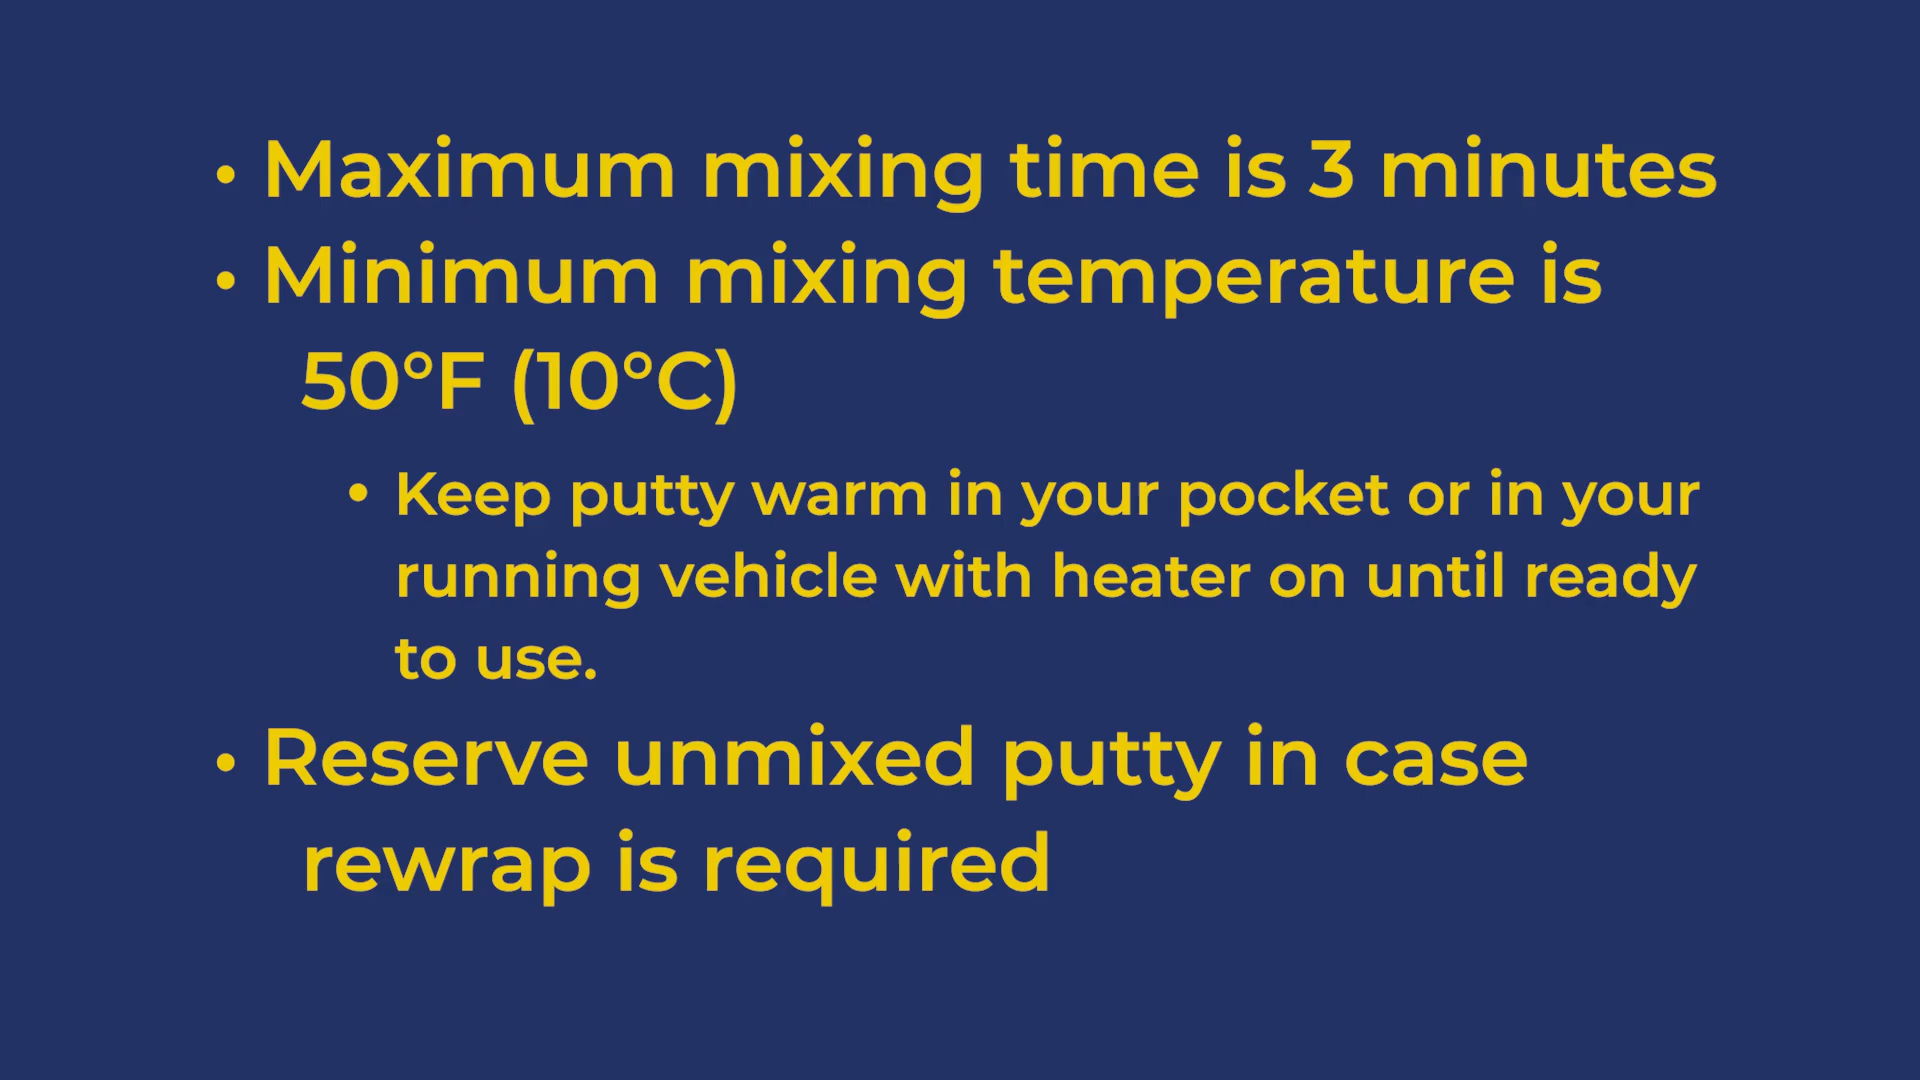 • Maximum mixing time is 3 minutes
• Minimum mixing temperature is
50°F (10°C)
• Keep putty warm in your pocket or in your
running vehicle with heater on until ready
to use.
• Reserve unmixed putty in case
rewrap is required